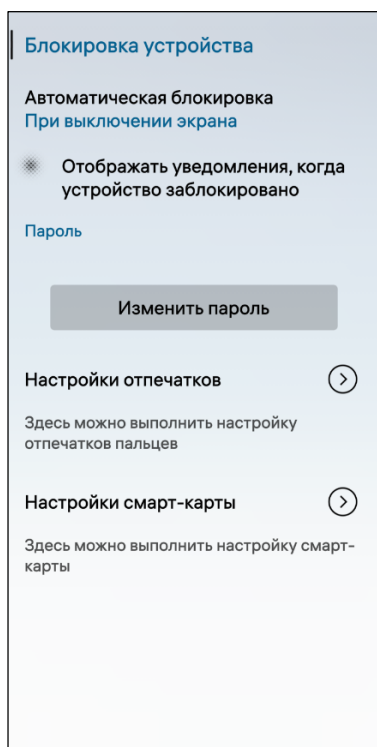 Блокировка устройства
Автоматическая блокировка
При выключении экрана
Отображать уведомления, когда
устройство заблокировано
Пароль
Изменить пароль
Настройки отпечатков
Здесь можно выполнить настройку
отпечатков пальцев
Настройки смарт-карты
Здесь можно выполнить настройку смарт-
карты